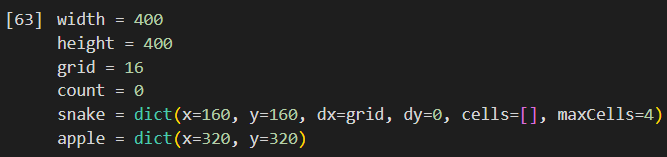 [63] width = 400
height = 400
grid = 16
count = 0
snake = dict(x=160, y=160, dx=grid, dy=0, cells=[], maxCells=4)
apple = dict(x=320, y=320)